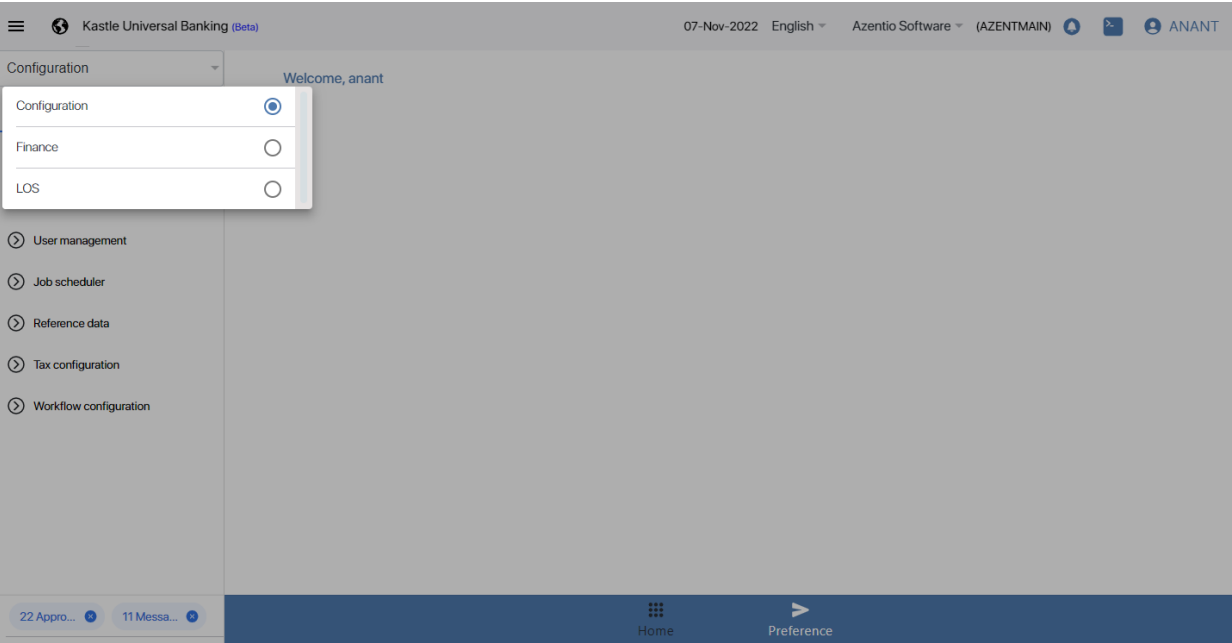 Kastle Universal Banking (Beta)
07-Nov-2022 English Azentio Software (AZENTMAIN) ANANT
Configuration
Welcome, anant
Configuration
Finance
LOS
User management
Job scheduler
Reference data
Tax configuration
Workflow configuration
22 Appro... 11 Messa...
Home Preference